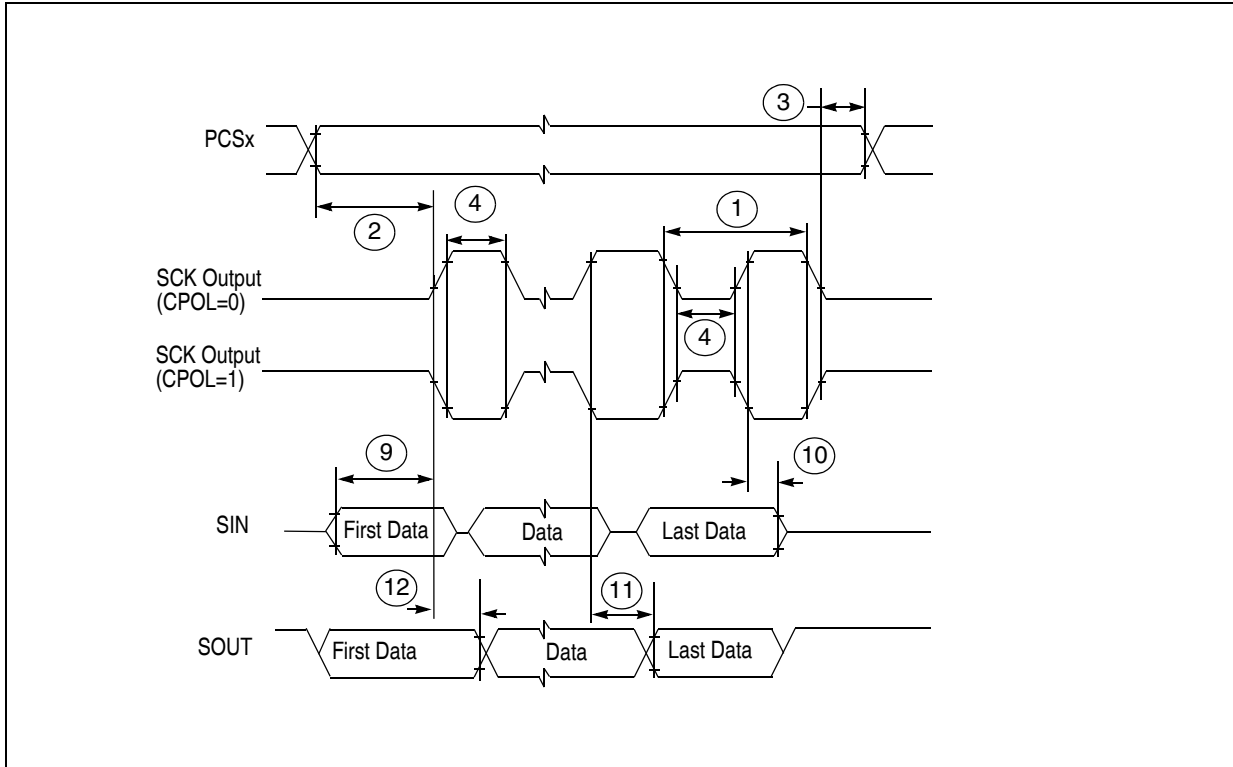 3
PCSx
2
4
1
SCK Output
(CPOL=0)
4
SCK Output
(CPOL=1)
9
10
SIN
First Data
Data
Last Data
12
11
SOUT
First Data
Data
Last Data